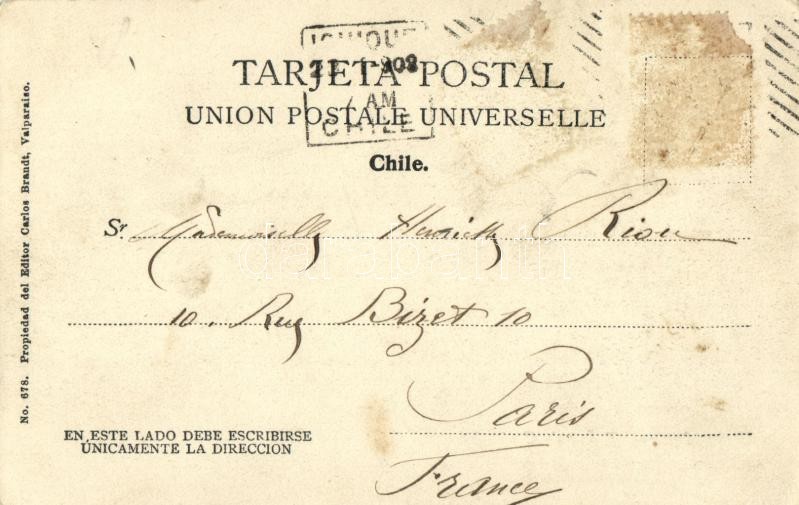 IQUIQUE
TARJETA POSTAL
AM
UNION POSTALE UNIVERSELLE
CHILE
Chile.
Sr. Mademoiselle Henriette Riou
10, Rue Bizet 10
Paris
France
EN ESTE LADO DEBE ESCRIBIRSE
ÚNICAMENTE LA DIRECCION
No. 678. Propiedad del Editor Carlos Brandt, Valparaiso.